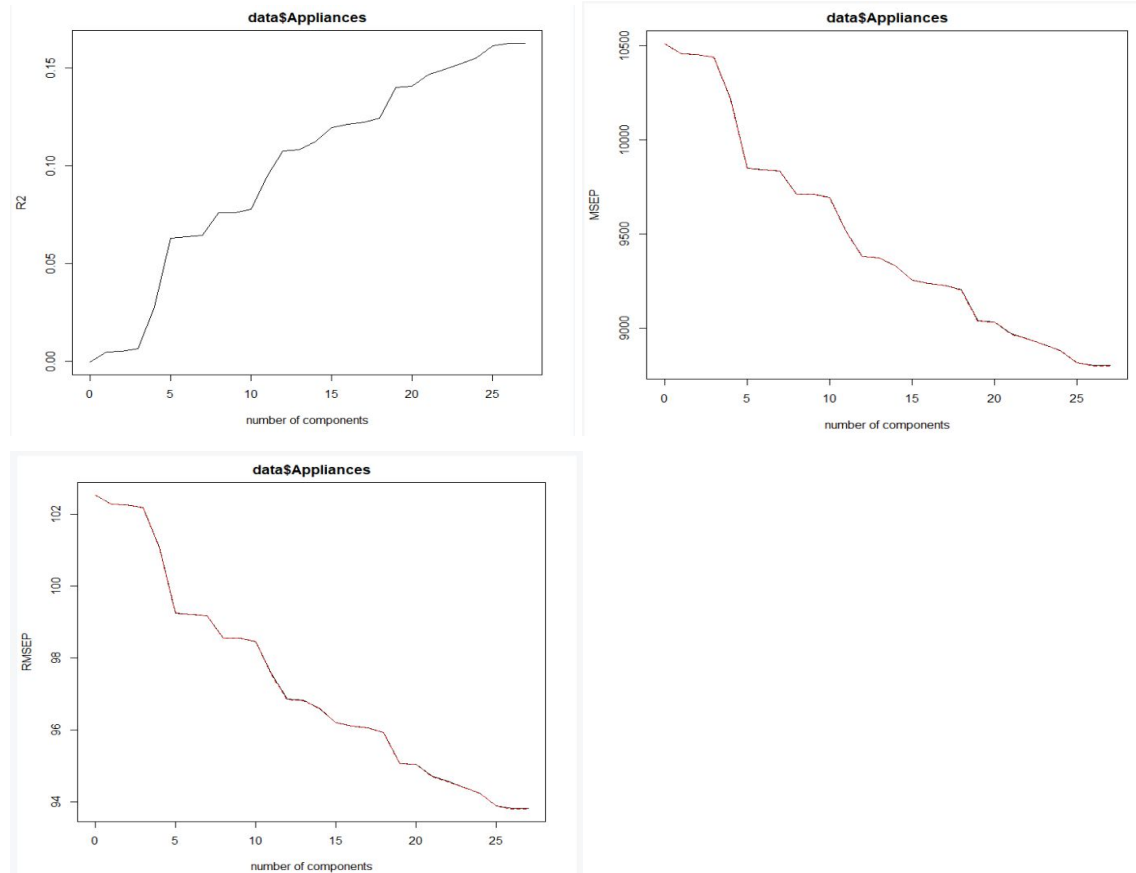 data$Appliances
R2
0.15
0.10
0.05
0.00
0 5 10 15 20 25
number of components
data$Appliances
MSEP
10500
10000
9500
9000
0 5 10 15 20 25
number of components
data$Appliances
RMSEP
102
100
98
96
94
0 5 10 15 20 25
number of components